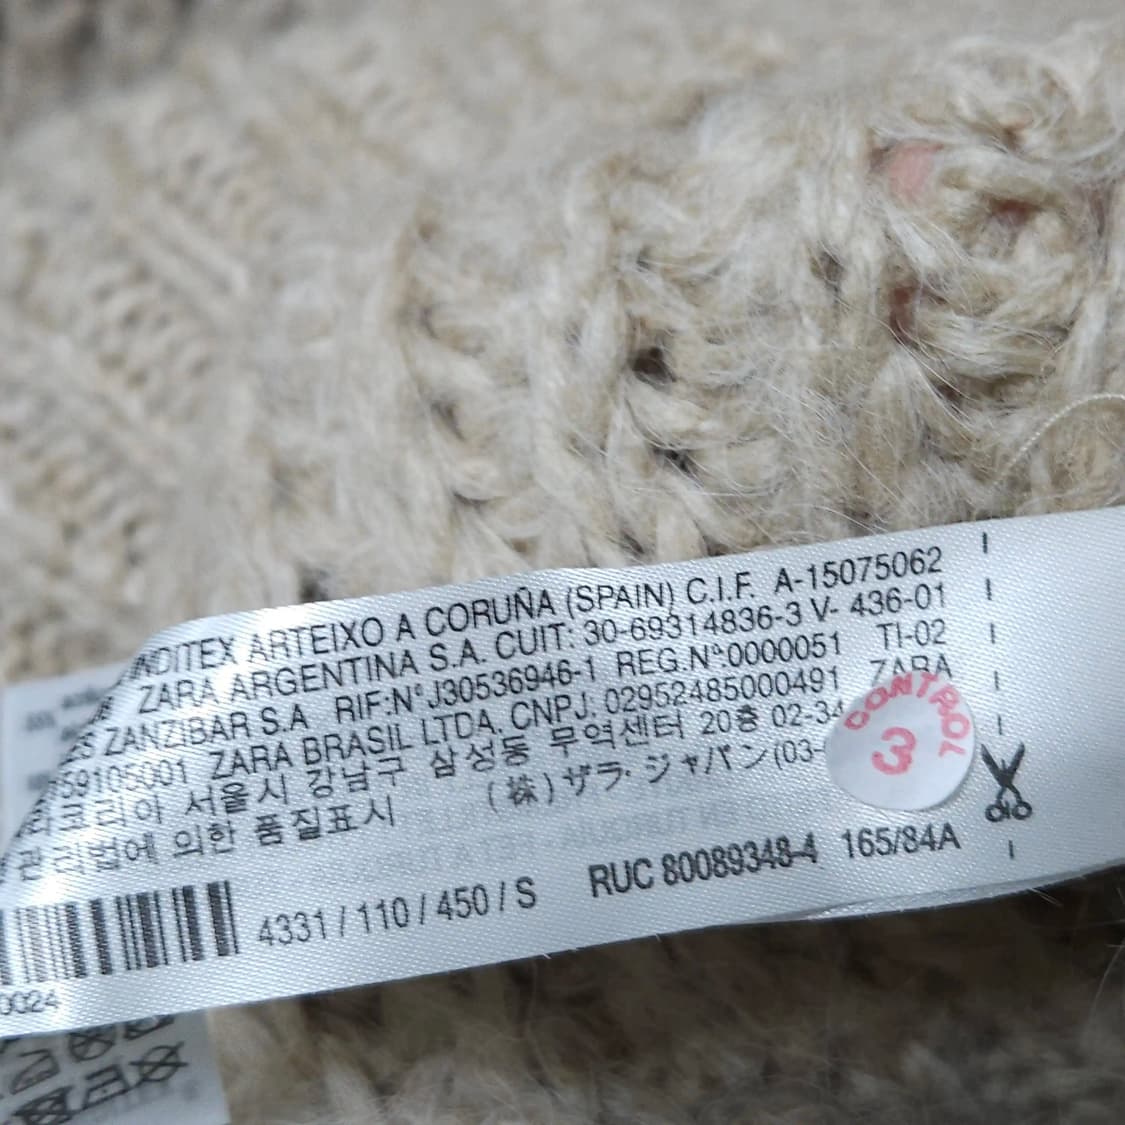 INDITEX ARTEIXO A CORUÑA (SPAIN) C.I.F. A-15075062
ZARA ARGENTINA S.A. CUIT: 30-69314836-3 V- 436-01
ZANZIBAR S.A RIF:Nº J30536946-1 REG.Nª:0000051 TI-02
59105001 ZARA BRASIL LTDA. CNPJ: 02952485000491 ZARA
코리아 서울시 강남구 삼성동 무역센터 20층 02-34
관리법에 의한 품질표시 (株)ザラ・ジャパン(03-
CONTROL
3
RUC 80089348-4 165/84A
4331 / 110 / 450 / S
0024